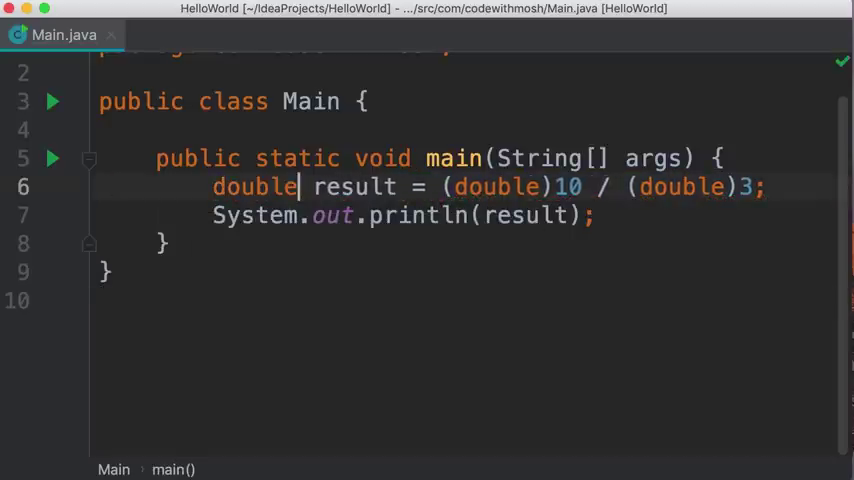 HelloWorld [~/IdeaProjects/HelloWorld] - .../src/com/codewithmosh/Main.java [HelloWorld]
Main.java
2
3 public class Main {
4
5 public static void main(String[] args) {
6 double result = (double)10 / (double)3;
7 System.out.println(result);
8 }
9 }
10
Main › main()